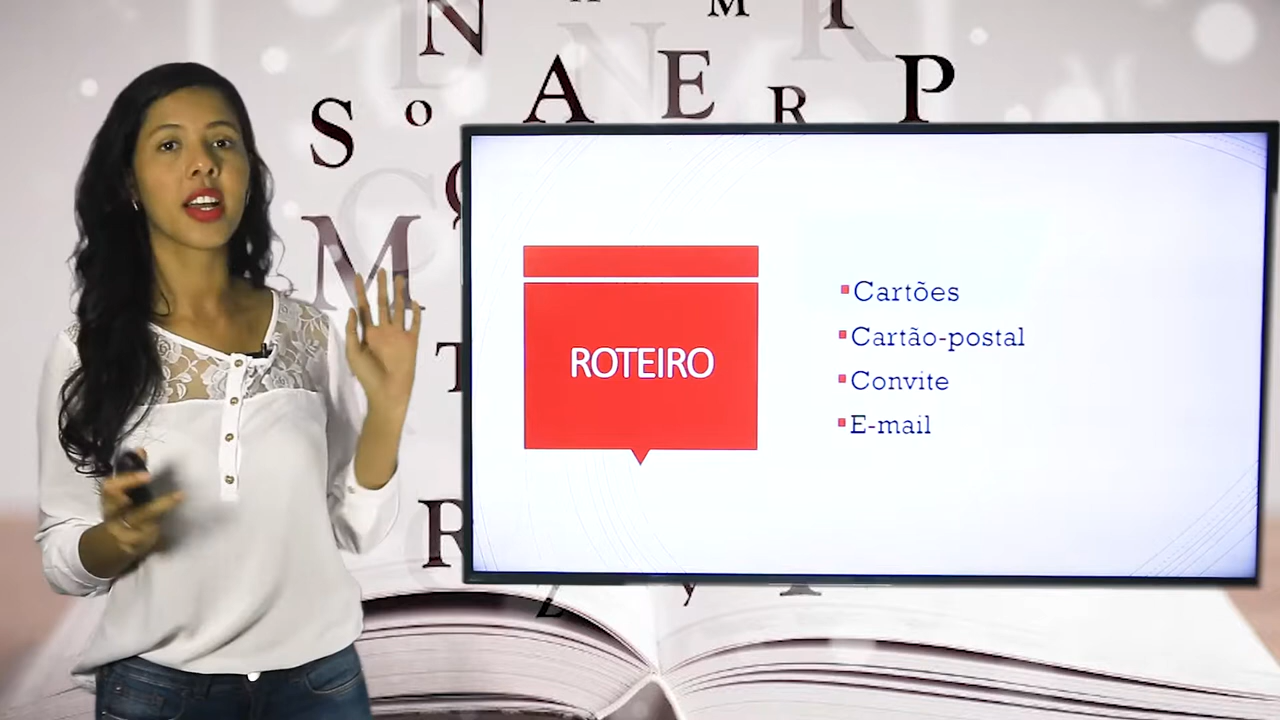 N H M I
A E R P
S o
M
T
R
Z y
ROTEIRO
Cartões
Cartão-postal
Convite
E-mail